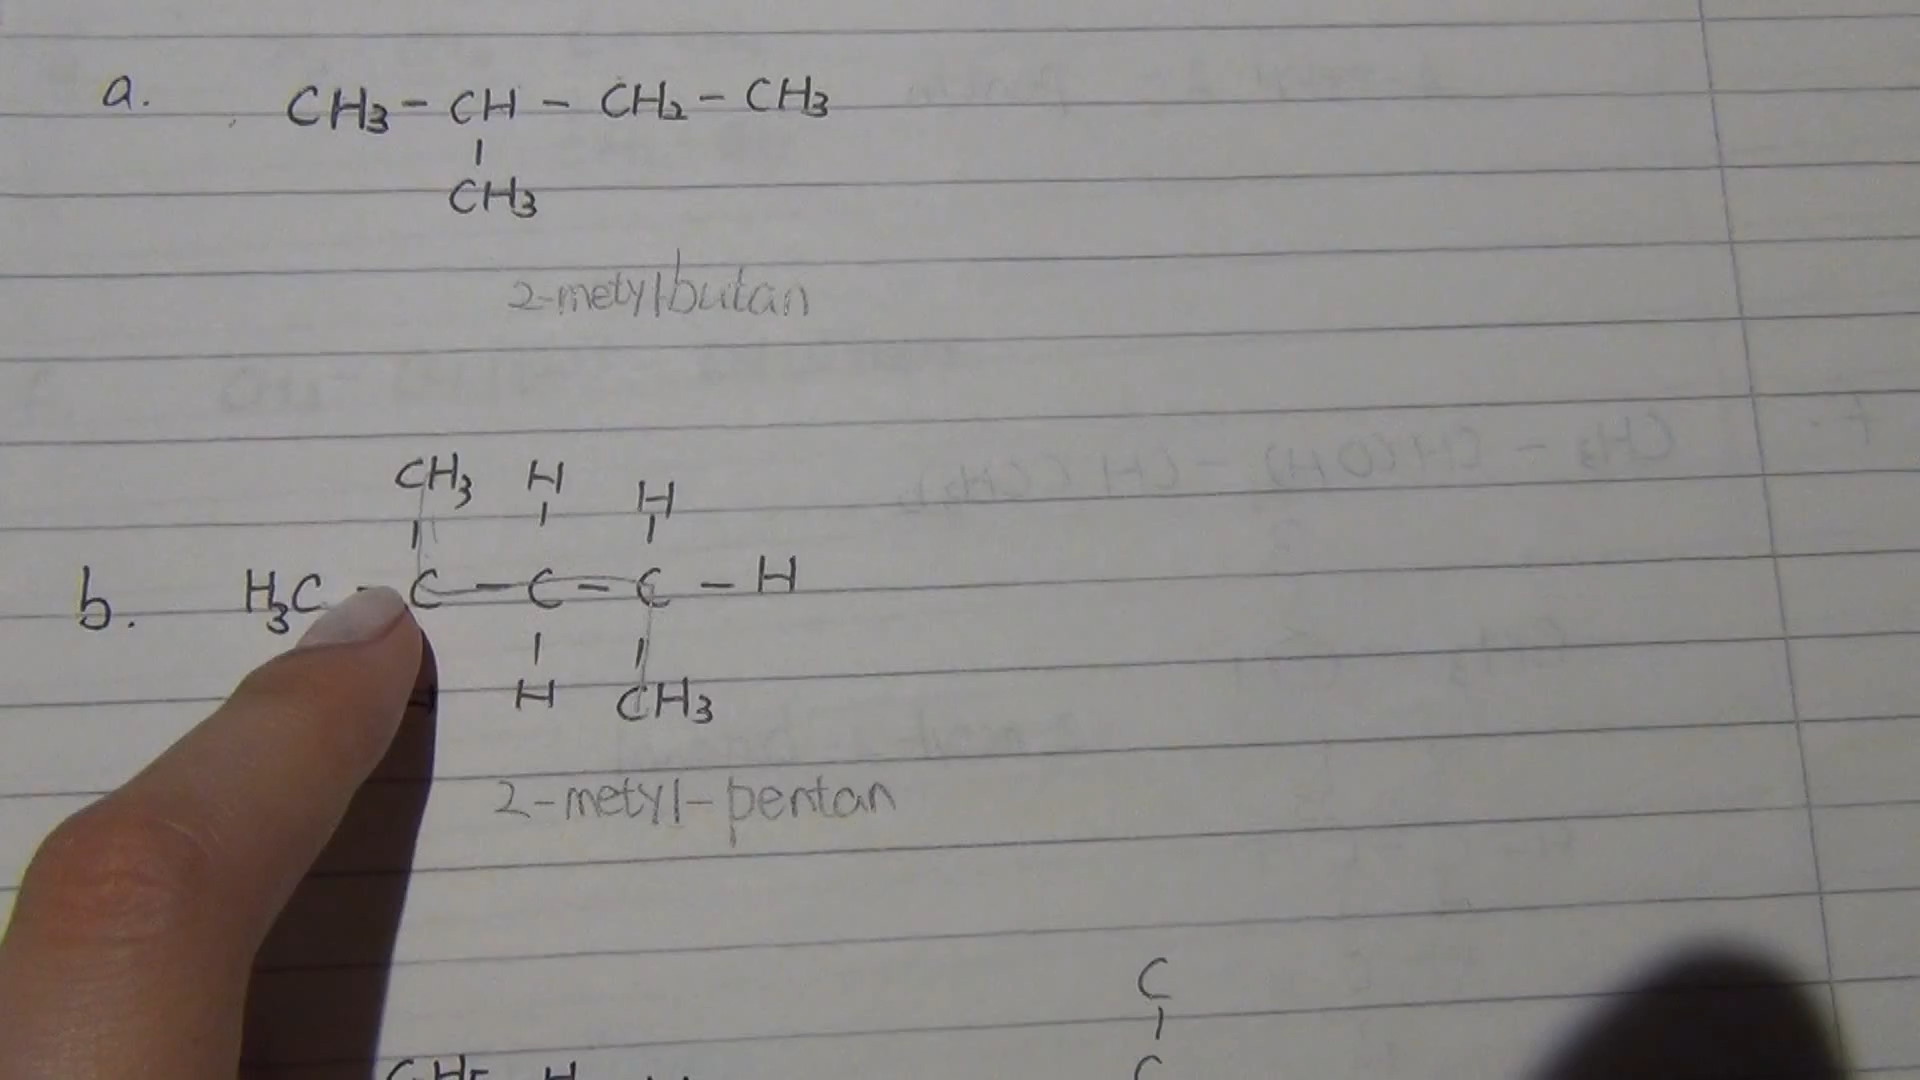 a. CH3 - CH - CH2 - CH3
CH3
2-metylbutan
CH3 H H
b. H3C - C - C - C - H
H CH3
2-metyl-pentan
C
C